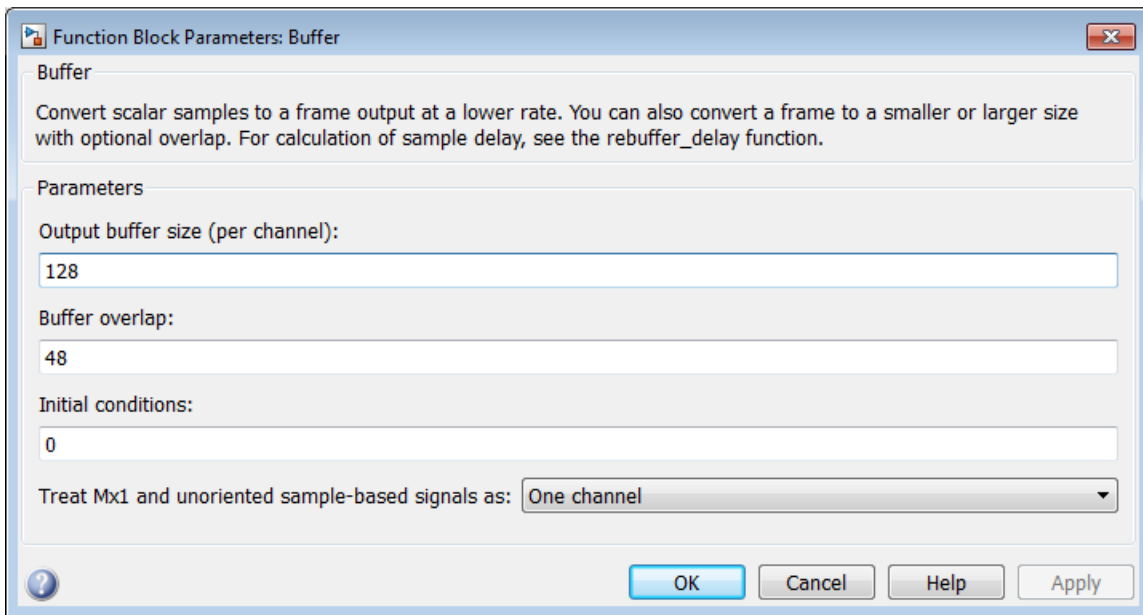 Function Block Parameters: Buffer
Buffer
Convert scalar samples to a frame output at a lower rate. You can also convert a frame to a smaller or larger size
with optional overlap. For calculation of sample delay, see the rebuffer_delay function.
Parameters
Output buffer size (per channel):
128
Buffer overlap:
48
Initial conditions:
0
Treat Mx1 and unoriented sample-based signals as: One channel
OK Cancel Help Apply